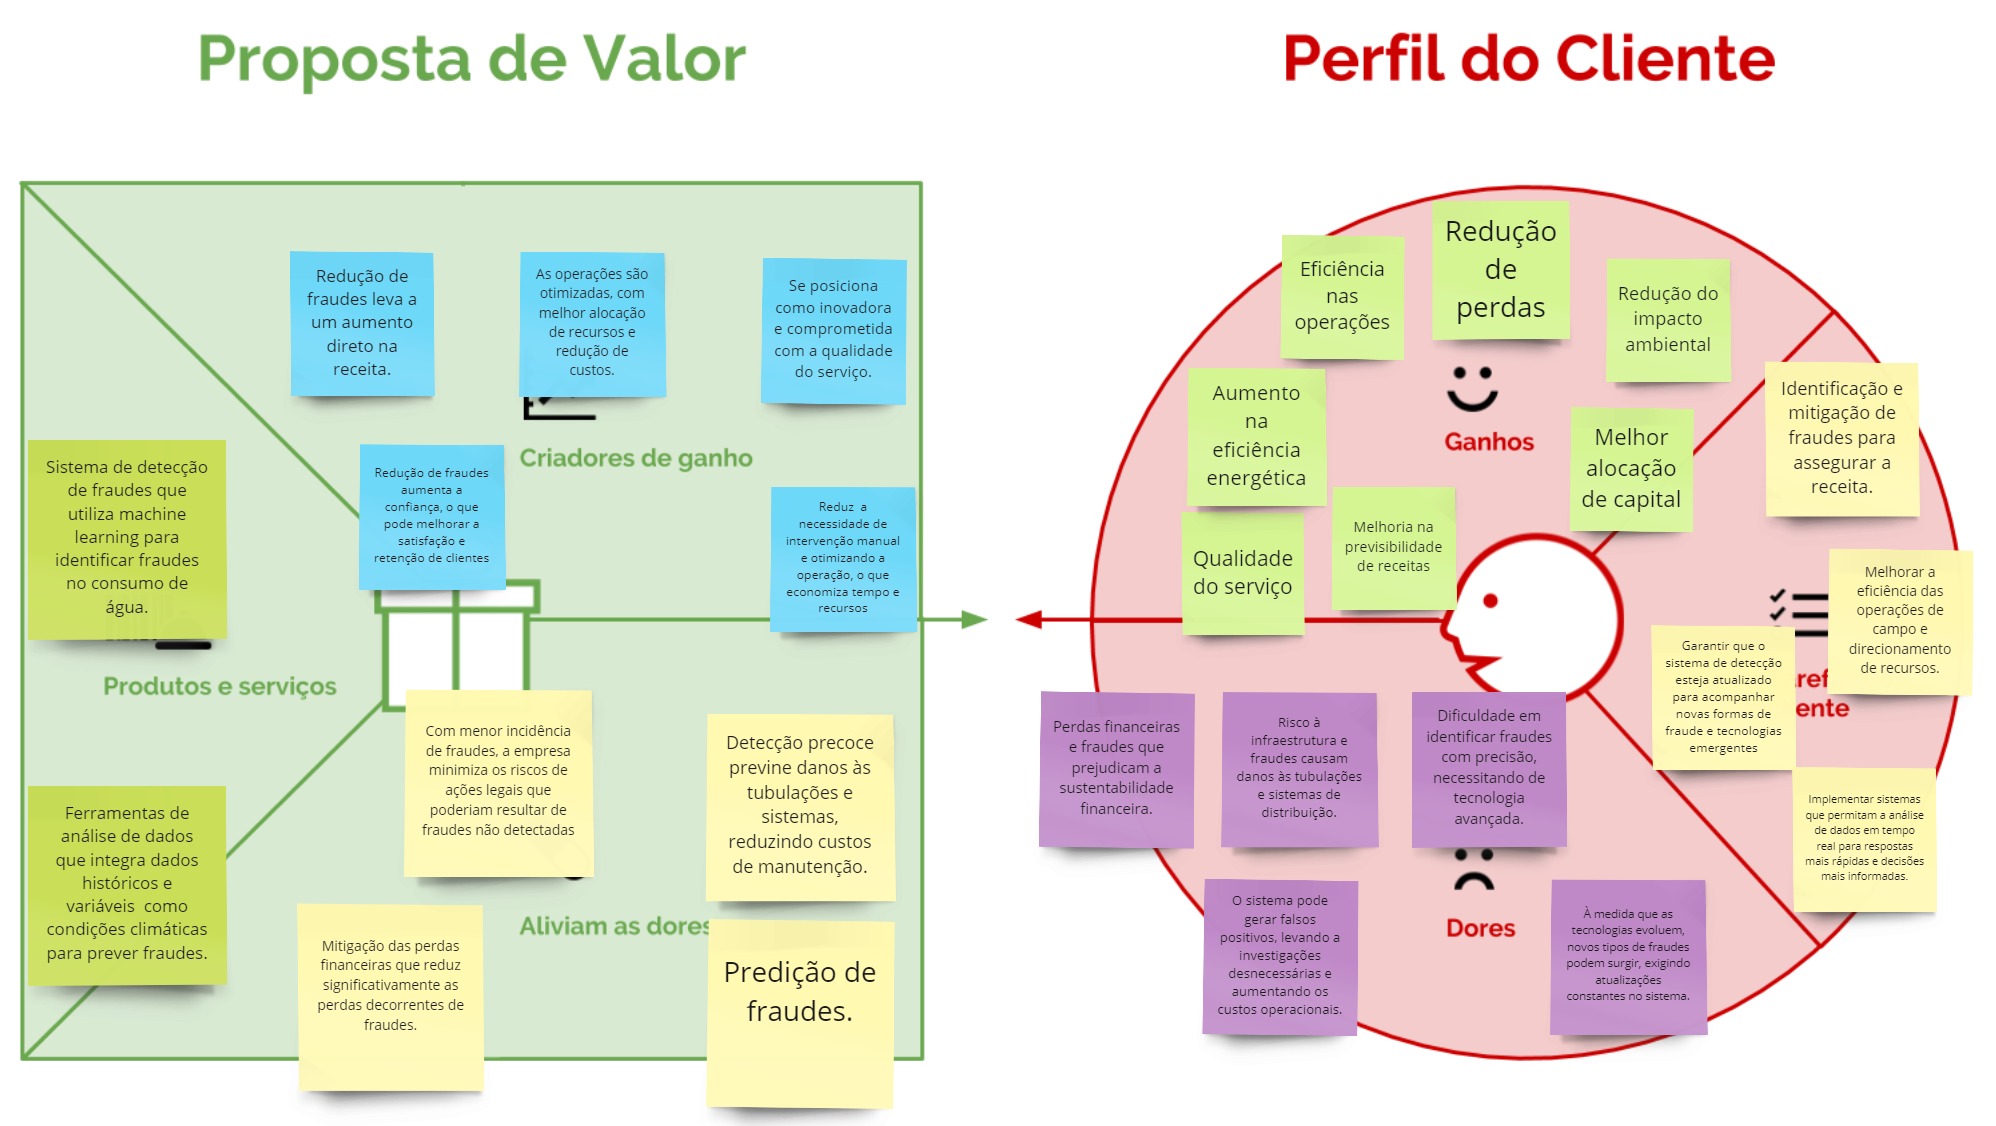 Proposta de Valor
Redução de
fraudes leva a
um aumento
direto na
receita.
As operações são
otimizadas, com
melhor alocação
de recursos e
redução de
custos.
Se posiciona
como inovadora
e comprometida
com a qualidade
do serviço.
Criadores de ganho
Redução de fraudes
aumenta a
confiança, o que
pode melhorar a
satisfação e
retenção de clientes
Reduz a
necessidade de
intervenção manual
e otimizando a
operação, o que
economiza tempo e
recursos
Sistema de detecção
de fraudes que
utiliza machine
learning para
identificar fraudes
no consumo de
água.
Produtos e serviços
Ferramentas de
análise de dados
que integra dados
históricos e
variáveis como
condições climáticas
para prever fraudes.
Com menor incidência
de fraudes, a empresa
minimiza os riscos de
ações legais que
poderiam resultar de
fraudes não detectadas
Detecção precoce
previne danos às
tubulações e
sistemas,
reduzindo custos
de manutenção.
Aliviam as dores
Mitigação das perdas
financeiras que reduz
significativamente as
perdas decorrentes de
fraudes.
Predição de
fraudes.
Perfil do Cliente
Eficiência
nas
operações
Redução
de
perdas
Redução do
impacto
ambiental
Aumento
na
eficiência
energética
Ganhos
Melhor
alocação
de capital
Qualidade
do serviço
Melhoria na
previsibilidade
de receitas
Identificação e
mitigação de
fraudes para
assegurar a
receita.
Melhorar a
eficiência das
operações de
campo e
direcionamento
de recursos.
Garantir que o
sistema de detecção
esteja atualizado
para acompanhar
novas formas de
fraude e tecnologias
emergentes
Implementar sistemas
que permitam a análise
de dados em tempo
real para respostas
mais rápidas e decisões
mais informadas.
Perdas financeiras
e fraudes que
prejudicam a
sustentabilidade
financeira.
Risco à
infraestrutura e
fraudes causam
danos às tubulações
e sistemas de
distribuição.
Dificuldade em
identificar fraudes
com precisão,
necessitando de
tecnologia
avançada.
Dores
O sistema pode
gerar falsos
positivos, levando a
investigações
desnecessárias e
aumentando os
custos operacionais.
À medida que as
tecnologias evoluem,
novos tipos de fraudes
podem surgir, exigindo
atualizações
constantes no sistema.